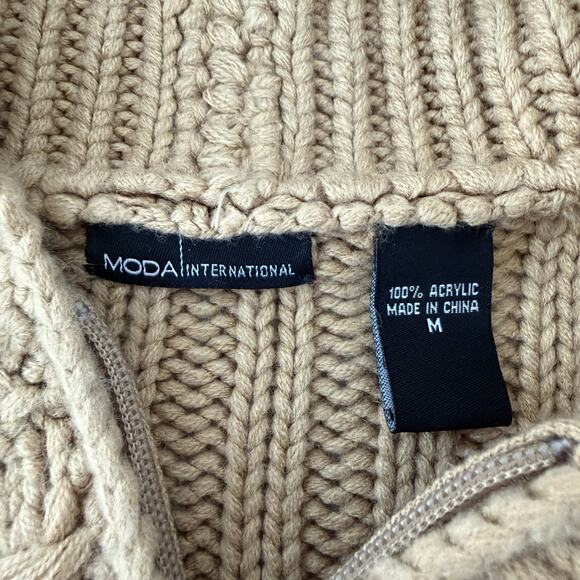 MODA INTERNATIONAL
100% ACRYLIC
MADE IN CHINA
M